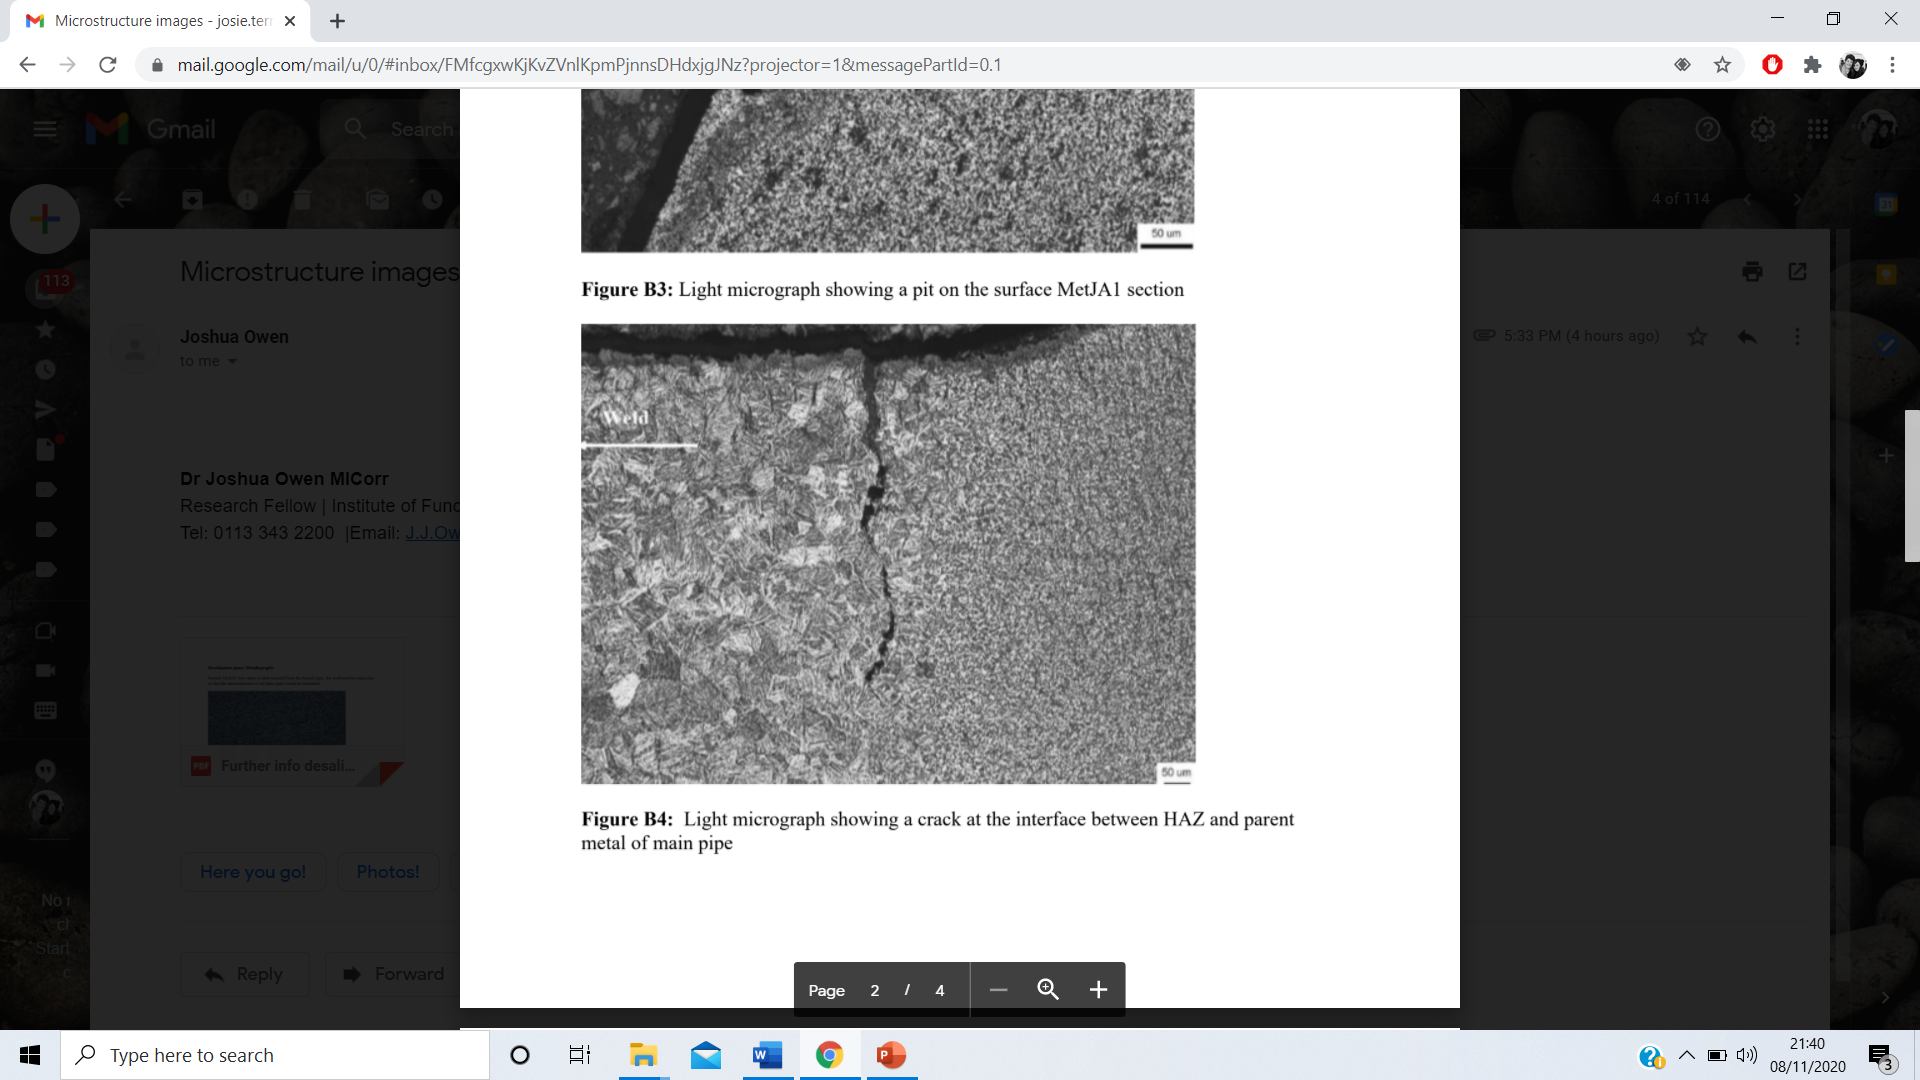 Microstructure images - josie.ter
mail.google.com/mail/u/0/#inbox/FMfcgxwKjKvZVnlKpmPjnnsDHdxjgJNz?projector=1&messagePartId=0.1
Gmail
Search
4 of 114
31
113
Microstructure images
Joshua Owen
to me
5:33 PM (4 hours ago)
50 um
Figure B3: Light micrograph showing a pit on the surface MetJA1 section
Weld
50 um
Figure B4: Light micrograph showing a crack at the interface between HAZ and parent
metal of main pipe
Dr Joshua Owen MICorr
Research Fellow | Institute of Func
Tel: 0113 343 2200 |Email: J.J.Ow
PDF
Further info desali...
Here you go!
Photos!
Reply
Forward
Page 2 / 4
Type here to search
21:40
08/11/2020
3